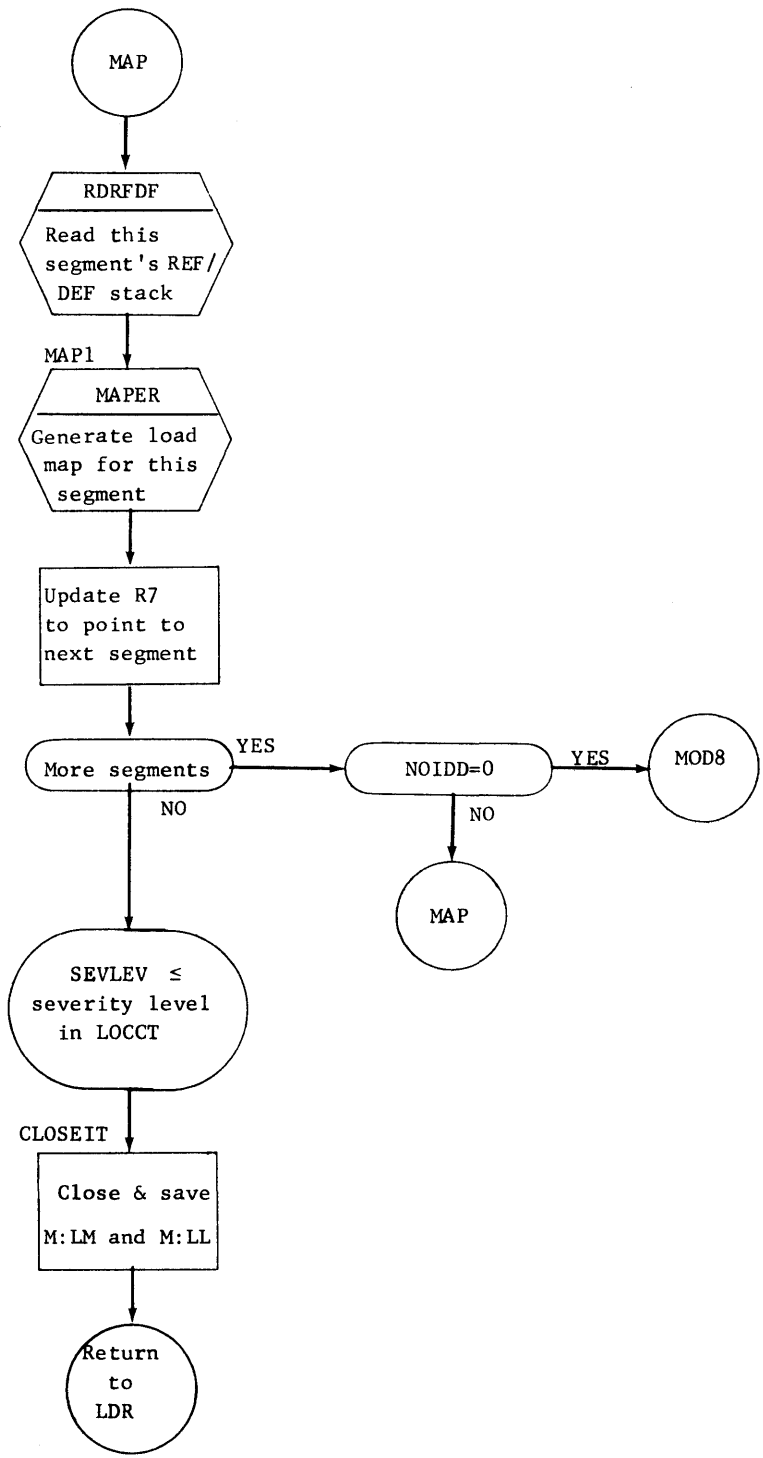 MAP
RDRFDF
Read this
segment's REF/
DEF stack
MAP1
MAPER
Generate load
map for this
segment
Update R7
to point to
next segment
More segments
YES
NO
NOIDD=0
YES
NO
MOD8
MAP
SEVLEV ≤
severity level
in LOCCT
CLOSEIT
Close & save
M:LM and M:LL
Return
to
LDR